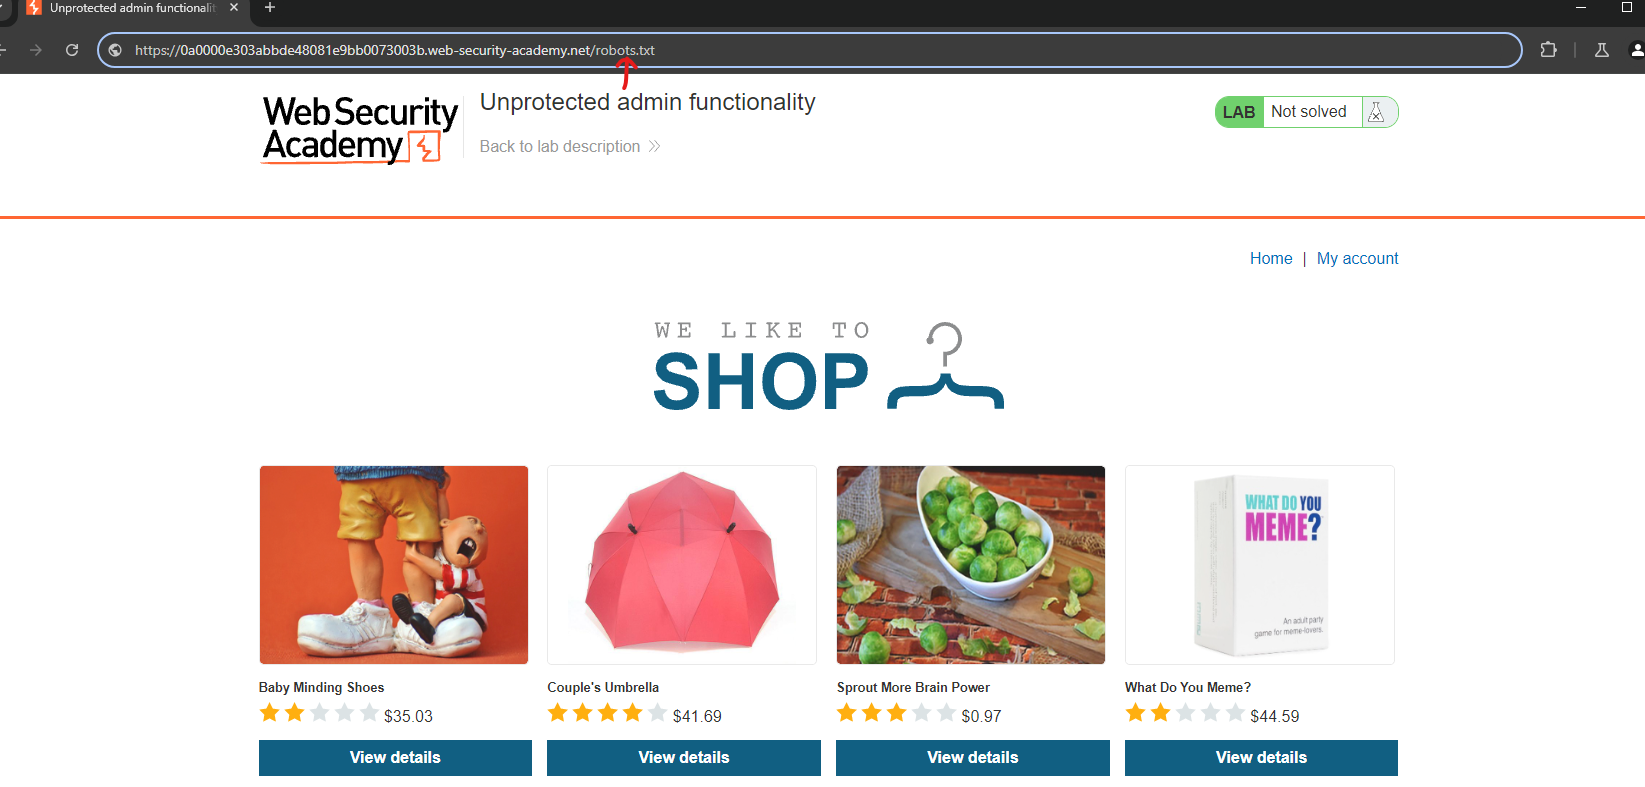 Unprotected admin functionalit
https://0a0000e303abbde48081e9bb0073003b.web-security-academy.net/robots.txt
Web Security
Academy
Unprotected admin functionality
Back to lab description
LAB Not solved
Home | My account
WE LIKE TO
SHOP
WHAT DO YOU
MEME?
An adult party
game for meme-lovers.
Baby Minding Shoes
Couple's Umbrella
Sprout More Brain Power
What Do You Meme?
$35.03
$41.69
$0.97
$44.59
View details
View details
View details
View details